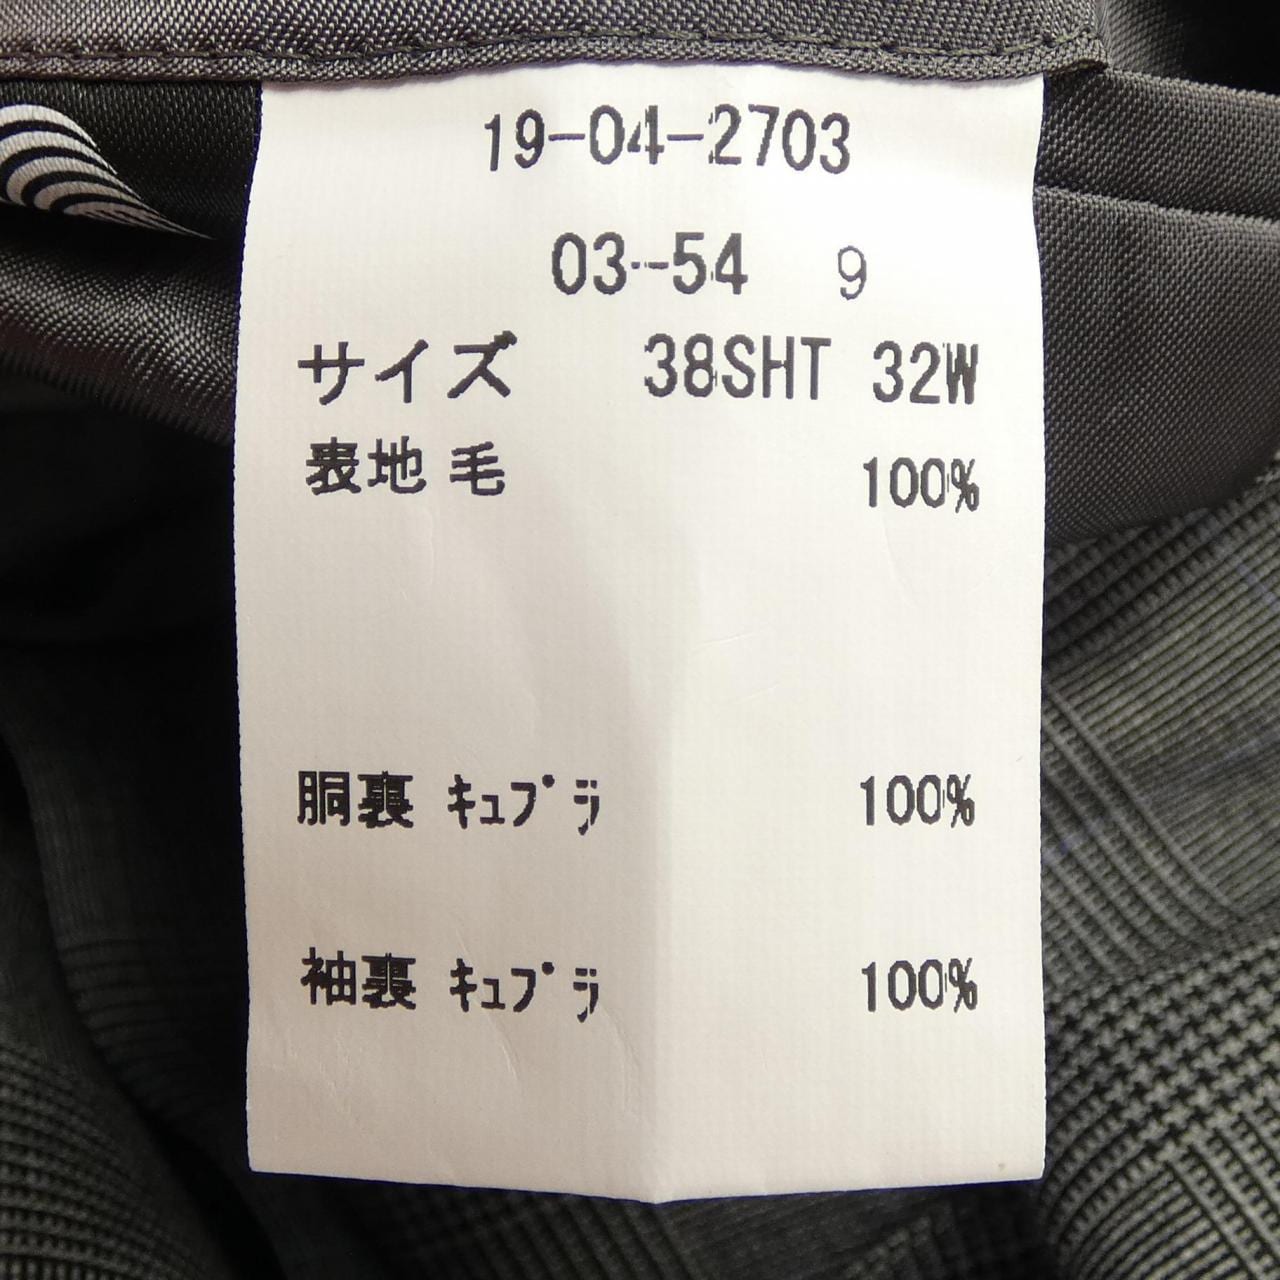 19-04-2703
03-54 9
サイズ 38SHT 32W
表地 毛 100%
胴裏 ｷｭﾌﾟﾗ 100%
袖裏 ｷｭﾌﾟﾗ 100%